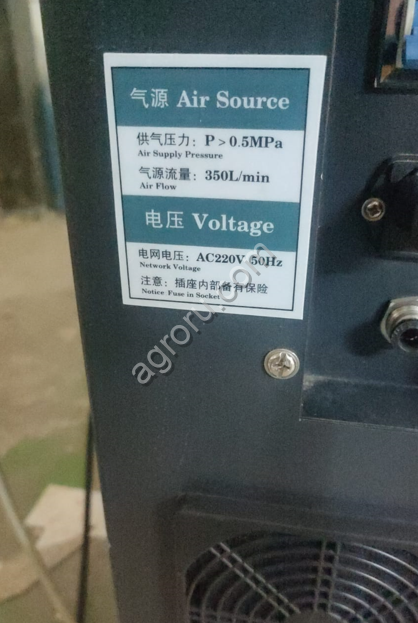 气源 Air Source
供气压力：P＞0.5MPa
Air Supply Pressure
气源流量：350L/min
Air Flow
电压 Voltage
电网电压：AC220V 50Hz
Network Voltage
注意：插座内部备有保险
Notice Fuse in Socket